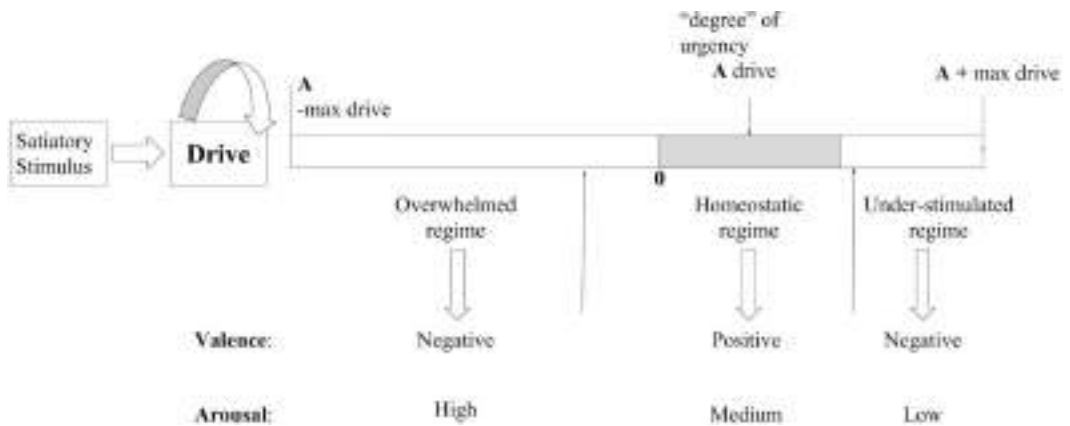 "degree" of
urgency
A drive
A + max drive
A
-max drive
Satiatory
Stimulus
Drive
0
Overwhelmed
regime
Homeostatic
regime
Under-stimulated
regime
Valence:
Negative
Positive
Negative
Arousal:
High
Medium
Low